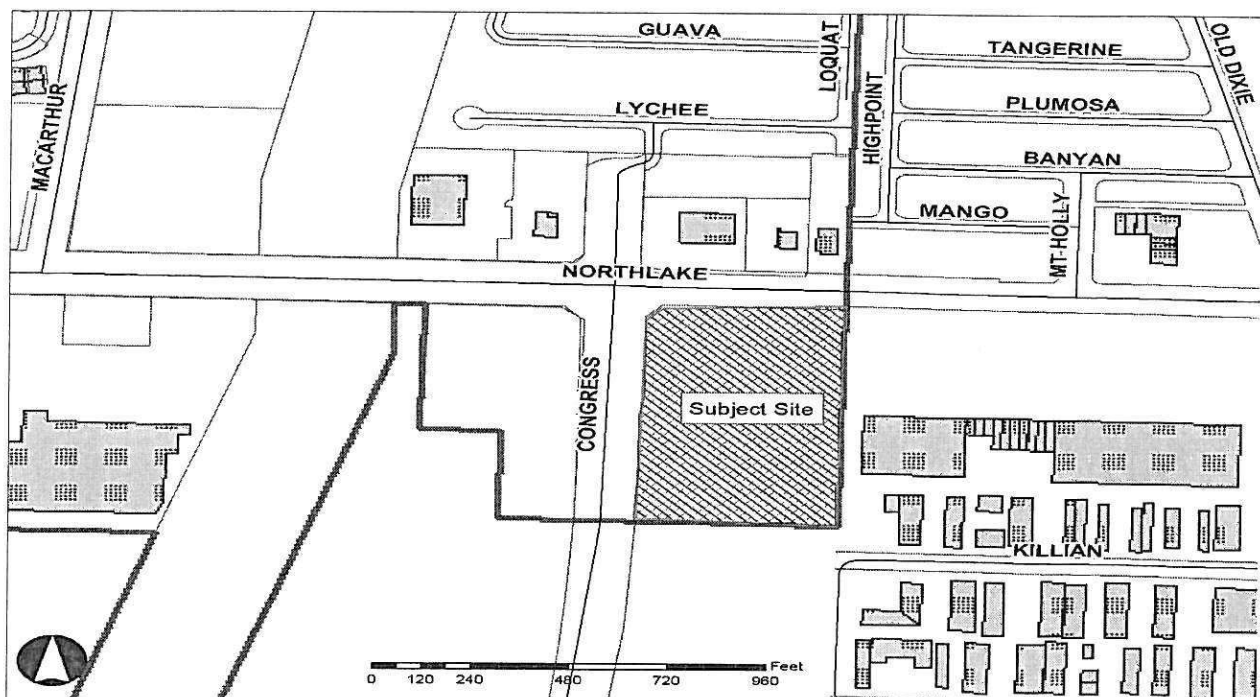 GUAVA
LOQUAT
TANGERINE
OLD DIXIE
MACARTHUR
LYCHEE
HIGHPOINT
PLUMOSA
BANYAN
MANGO
MT HOLLY
NORTHLAKE
CONGRESS
Subject Site
KILLIAN
Feet
0 120 240 480 720 960